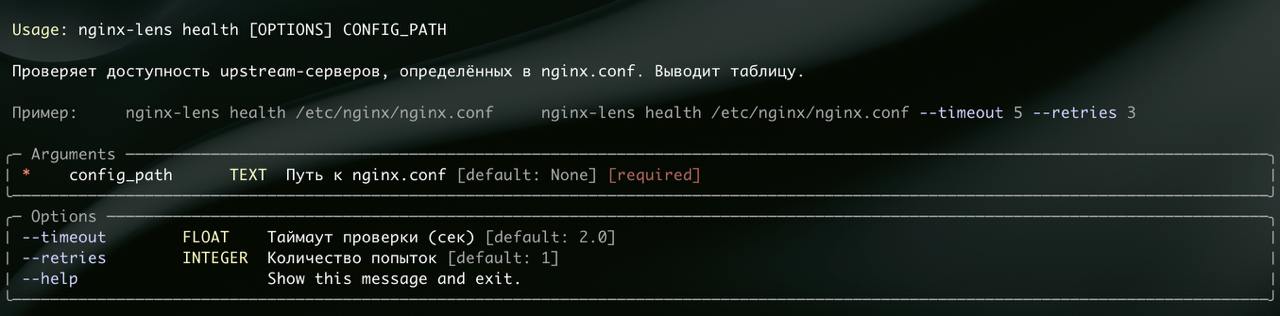 Usage: nginx-lens health [OPTIONS] CONFIG_PATH
Проверяет доступность upstream-серверов, определённых в nginx.conf. Выводит таблицу.
Пример: nginx-lens health /etc/nginx/nginx.conf nginx-lens health /etc/nginx/nginx.conf --timeout 5 --retries 3
Arguments
* config_path TEXT Путь к nginx.conf [default: None] [required]
Options
--timeout FLOAT Таймаут проверки (сек) [default: 2.0]
--retries INTEGER Количество попыток [default: 1]
--help Show this message and exit.